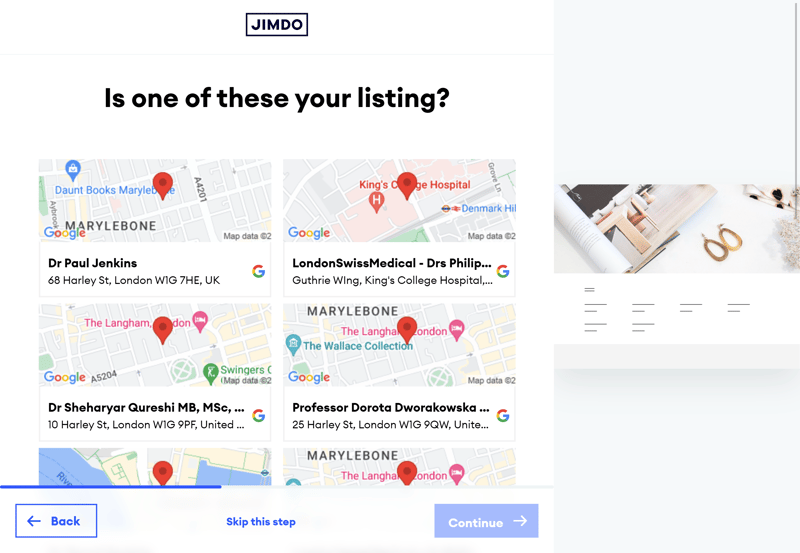 JIMDO
Is one of these your listing?
Daunt Books Marylebone
A4201
MARYLEBONE
Google
Map data ©2
Dr Paul Jenkins
68 Harley St, London W1G 7HE, UK
Grove Ln
King's College Hospital
Denmark Hil
Google
Map data ©2
LondonSwissMedical - Drs Philip...
Guthrie WIng, King's College Hospital,...
The Langham, London
Swingers
A5204
Google
Map data ©2
Dr Sheharyar Qureshi MB, MSc, ...
10 Harley St, London W1G 9PF, United ...
MARYLEBONE
The Langham, London
The Wallace Collection
Google
Map data ©2
Professor Dorota Dworakowska ...
25 Harley St, London W1G 9QW, Unite...
River
MARYLEBONE
The Langham, London
Back
Skip this step
Continue